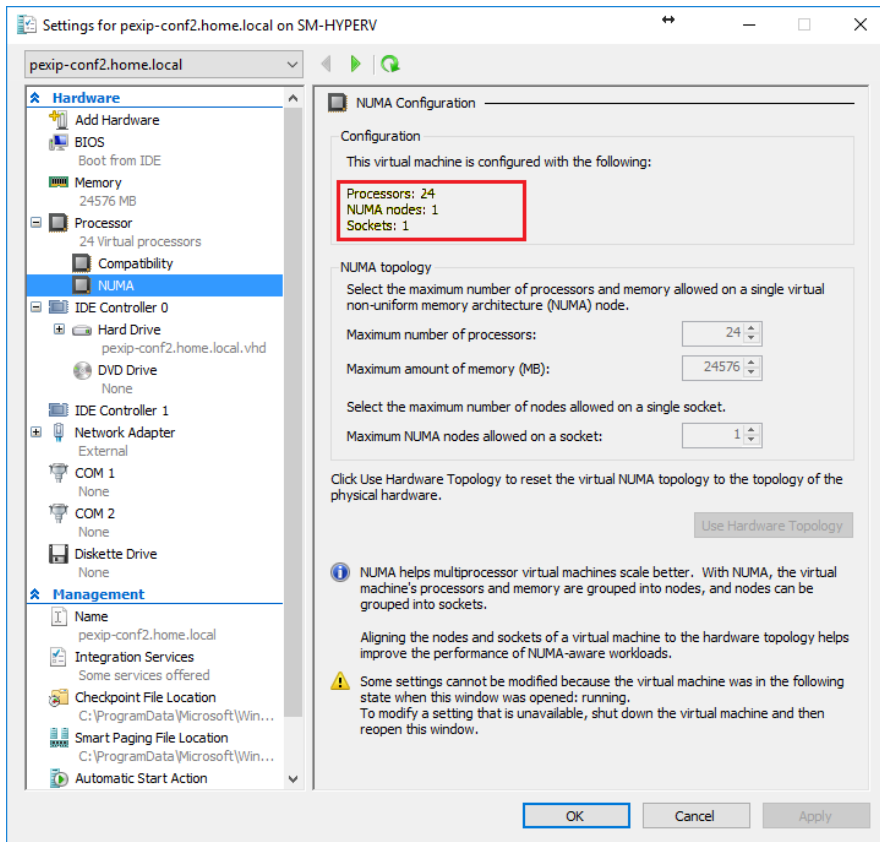 Settings for pexip-conf2.home.local on SM-HYPERV
pexip-conf2.home.local
Hardware
Add Hardware
BIOS
Boot from IDE
Memory
24576 MB
Processor
24 Virtual processors
Compatibility
NUMA
IDE Controller 0
Hard Drive
pexip-conf2.home.local.vhd
DVD Drive
None
IDE Controller 1
Network Adapter
External
COM 1
None
COM 2
None
Diskette Drive
None
Management
Name
pexip-conf2.home.local
Integration Services
Some services offered
Checkpoint File Location
C:\ProgramData\Microsoft\Win...
Smart Paging File Location
C:\ProgramData\Microsoft\Win...
Automatic Start Action
NUMA Configuration
Configuration
This virtual machine is configured with the following:
Processors: 24
NUMA nodes: 1
Sockets: 1
NUMA topology
Select the maximum number of processors and memory allowed on a single virtual
non-uniform memory architecture (NUMA) node.
Maximum number of processors: 24
Maximum amount of memory (MB): 24576
Select the maximum number of nodes allowed on a single socket.
Maximum NUMA nodes allowed on a socket: 1
Click Use Hardware Topology to reset the virtual NUMA topology to the topology of the
physical hardware.
Use Hardware Topology
NUMA helps multiprocessor virtual machines scale better. With NUMA, the virtual
machine's processors and memory are grouped into nodes, and nodes can be
grouped into sockets.
Aligning the nodes and sockets of a virtual machine to the hardware topology helps
improve the performance of NUMA-aware workloads.
Some settings cannot be modified because the virtual machine was in the following
state when this window was opened: running.
To modify a setting that is unavailable, shut down the virtual machine and then
reopen this window.
OK Cancel Apply